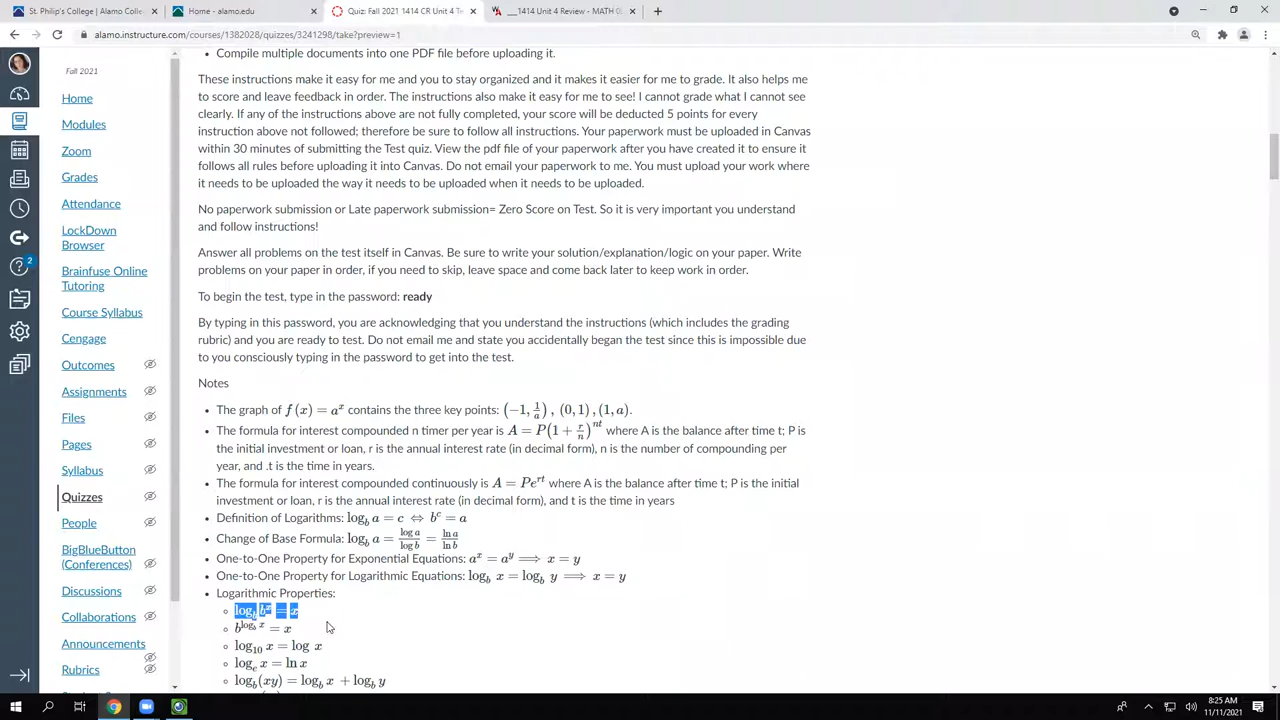 St. Philip's College | Alamo Colleg
Home - alamo.edu
Quiz: Fall 2021 1414 CR Unit 4 Te
__1414 Unit 4 Review - MATH 0
alamo.instructure.com/courses/1382028/quizzes/3241298/take?preview=1
Fall 2021
Home
Modules
Zoom
Grades
Attendance
LockDown
Browser
2
Brainfuse Online
Tutoring
Course Syllabus
Cengage
Outcomes
Assignments
Files
Pages
Syllabus
Quizzes
People
BigBlueButton
(Conferences)
Discussions
Collaborations
Announcements
Rubrics
• Compile multiple documents into one PDF file before uploading it.
These instructions make it easy for me and you to stay organized and it makes it easier for me to grade. It also helps me
to score and leave feedback in order. The instructions also make it easy for me to see! I cannot grade what I cannot see
clearly. If any of the instructions above are not fully completed, your score will be deducted 5 points for every
instruction above not followed; therefore be sure to follow all instructions. Your paperwork must be uploaded in Canvas
within 30 minutes of submitting the Test quiz. View the pdf file of your paperwork after you have created it to ensure it
follows all rules before uploading it into Canvas. Do not email your paperwork to me. You must upload your work where
it needs to be uploaded the way it needs to be uploaded when it needs to be uploaded.
No paperwork submission or Late paperwork submission= Zero Score on Test. So it is very important you understand
and follow instructions!
Answer all problems on the test itself in Canvas. Be sure to write your solution/explanation/logic on your paper. Write
problems on your paper in order, if you need to skip, leave space and come back later to keep work in order.
To begin the test, type in the password: ready
By typing in this password, you are acknowledging that you understand the instructions (which includes the grading
rubric) and you are ready to test. Do not email me and state you accidentally began the test since this is impossible due
to you consciously typing in the password to get into the test.
Notes
• The graph of f(x) = a^x contains the three key points: (−1, 1/a), (0, 1), (1, a).
• The formula for interest compounded n timer per year is A = P(1 + r/n)^nt where A is the balance after time t; P is
the initial investment or loan, r is the annual interest rate (in decimal form), n is the number of compounding per
year, and .t is the time in years.
• The formula for interest compounded continuously is A = Pe^rt where A is the balance after time t; P is the initial
investment or loan, r is the annual interest rate (in decimal form), and t is the time in years
• Definition of Logarithms: log_b a = c ⇔ b^c = a
• Change of Base Formula: log_b a = log a/log b = ln a/ln b
• One-to-One Property for Exponential Equations: a^x = a^y ⟹ x = y
• One-to-One Property for Logarithmic Equations: log_b x = log_b y ⟹ x = y
• Logarithmic Properties:
◦ log_b b^x = x
◦ b^log_b x = x
◦ log_10 x = log x
◦ log_e x = ln x
◦ log_b(xy) = log_b x + log_b y
8:25 AM
11/11/2021